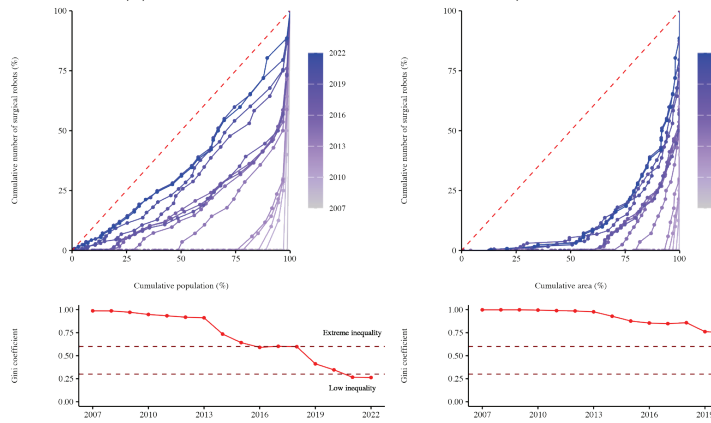 Cumulative number of surgical robots (%)
100
75
50
25
0
0 25 50 75 100
Cumulative population (%)
2022
2019
2016
2013
2010
2007
Cumulative number of surgical robots (%)
100
75
50
25
0
0 25 50 75 100
Cumulative area (%)
Gini coefficient
1.00
0.75
0.50
0.25
0.00
Extreme inequality
Low inequality
2007 2010 2013 2016 2019 2022
Gini coefficient
1.00
0.75
0.50
0.25
0.00
2007 2010 2013 2016 2019